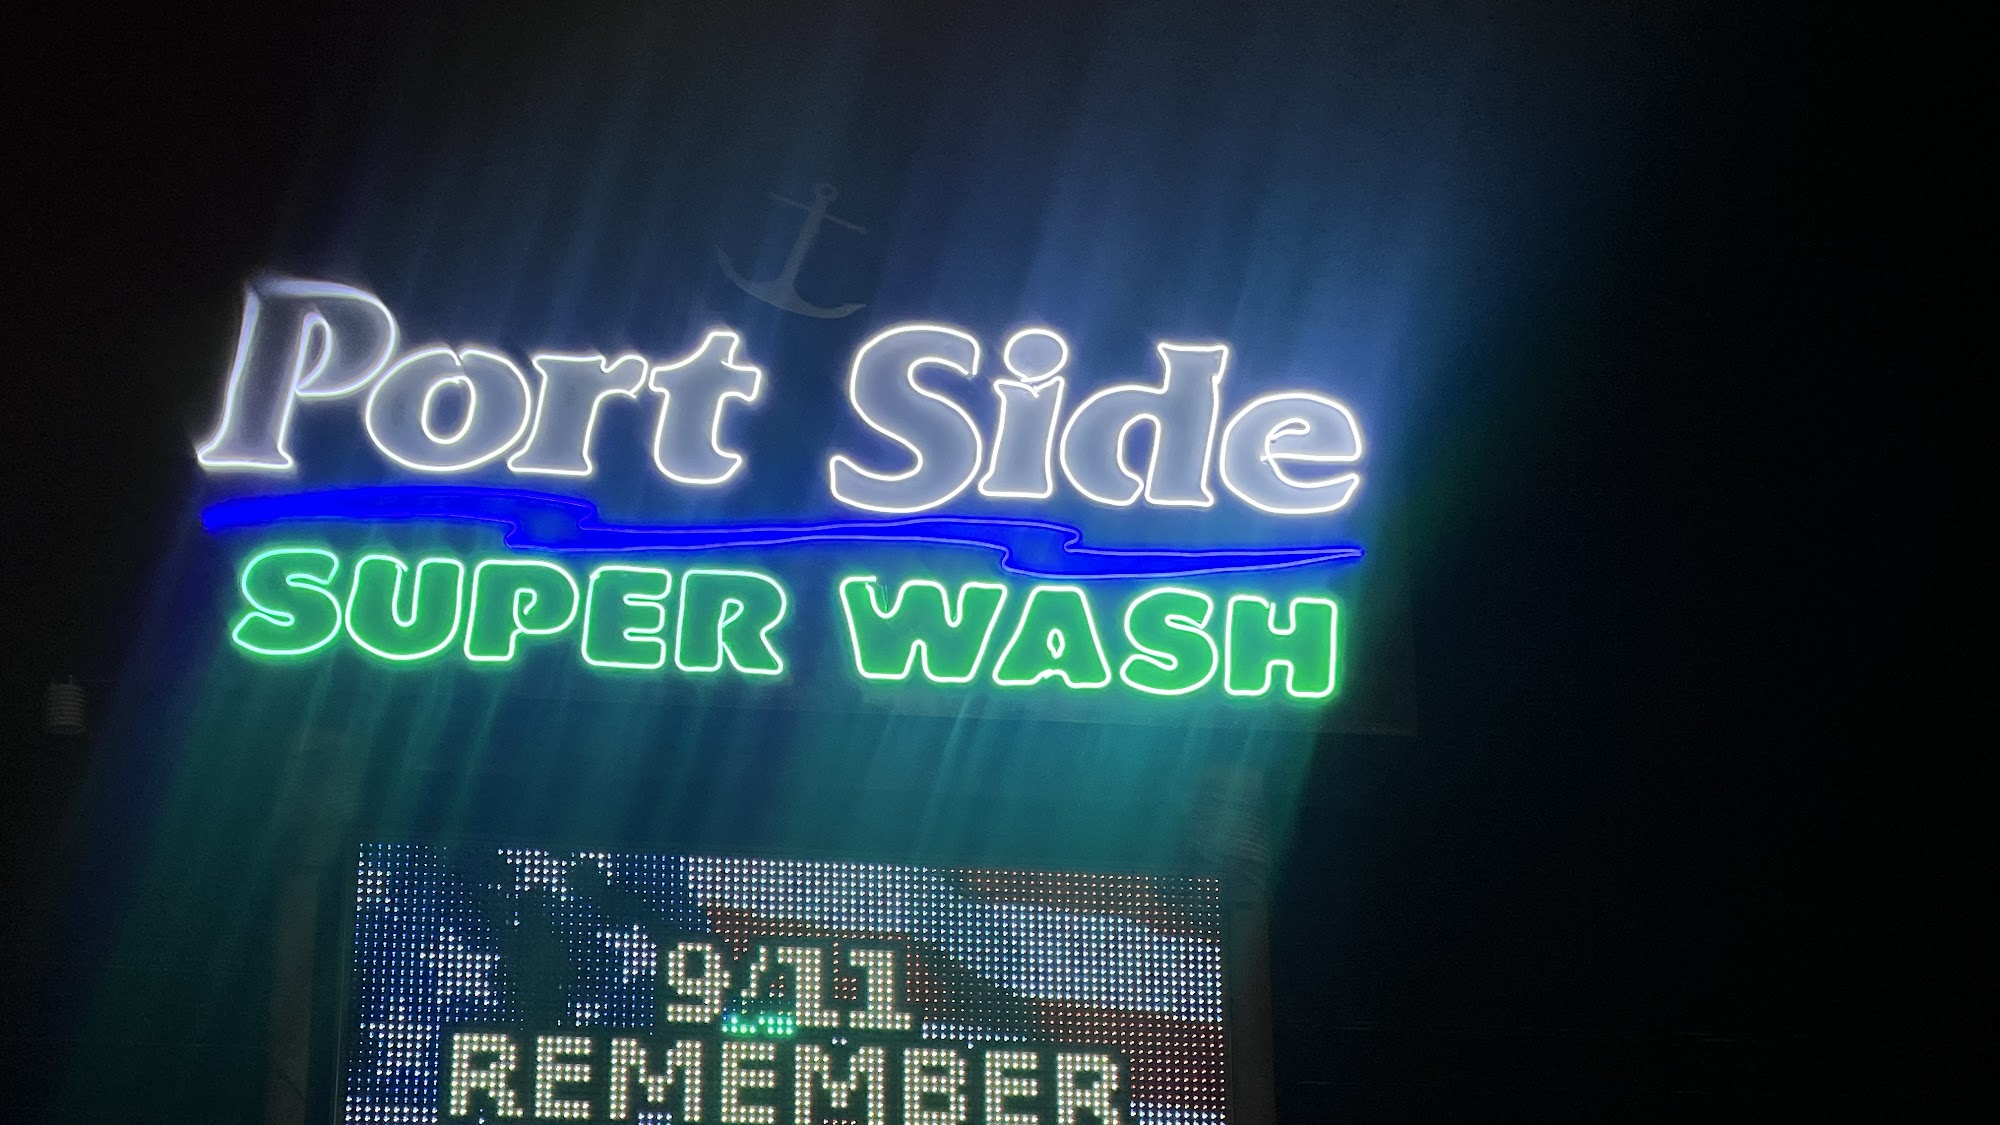 Port Side
SUPER WASH
9/11
REMEMBER